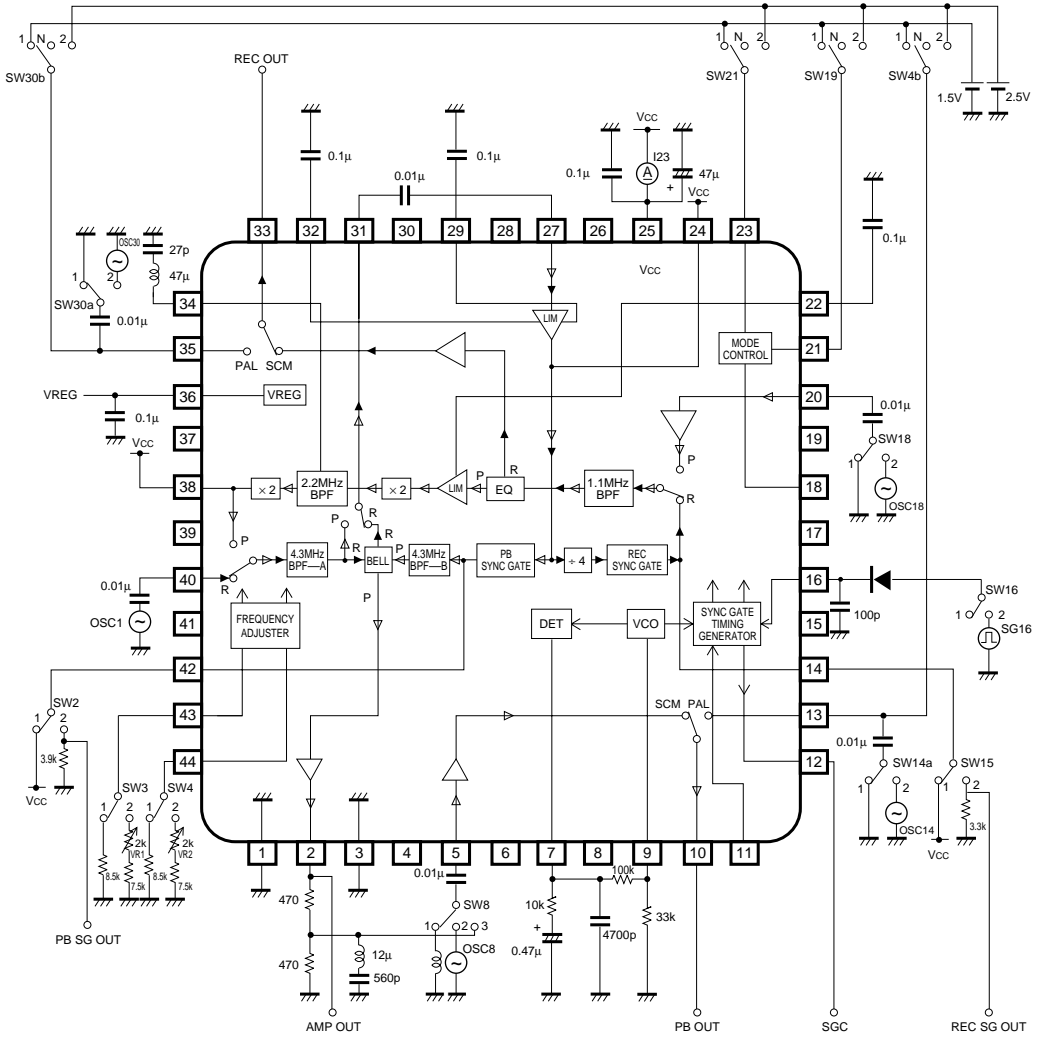 1 N 2
SW30b
REC OUT
1 N 2
SW21
1 N 2
SW19
1 N 2
SW4b
1.5V
2.5V
0.1μ
0.1μ
0.01μ
0.1μ
Vcc
I23
A
47μ
+
Vcc
0.1μ
33
32
31
30
29
28
27
26
25
24
23
OSC30
27p
47μ
1
2
SW30a
0.01μ
34
35
36
37
38
39
40
41
42
43
44
VREG
0.1μ
Vcc
0.01μ
OSC1
Vcc
LIM
PAL SCM
VREG
MODE
CONTROL
P
R
×2
2.2MHz
BPF
×2
LIM
P
R
EQ
1.1MHz
BPF
P
R
P
R
R
4.3MHz
BPF—A
BELL
P
4.3MHz
BPF—B
PB
SYNC GATE
÷4
REC
SYNC GATE
P
FREQUENCY
ADJUSTER
DET
VCO
SYNC GATE
TIMING
GENERATOR
SCM PAL
22
21
20
19
18
17
16
15
14
13
12
0.01μ
SW18
1
2
OSC18
100p
SW16
1
2
SG16
0.01μ
SW14a
1
2
OSC14
SW15
1
2
3.3k
Vcc
SW2
1
2
3.9k
Vcc
SW3
1
2
SW4
1
2
2k
VR1
2k
VR2
8.5k
7.5k
8.5k
7.5k
PB SG OUT
1
2
3
4
5
6
7
8
9
10
11
470
470
12μ
560p
0.01μ
SW8
1
2
3
OSC8
10k
+
0.47μ
4700p
100k
33k
AMP OUT
PB OUT
SGC
REC SG OUT